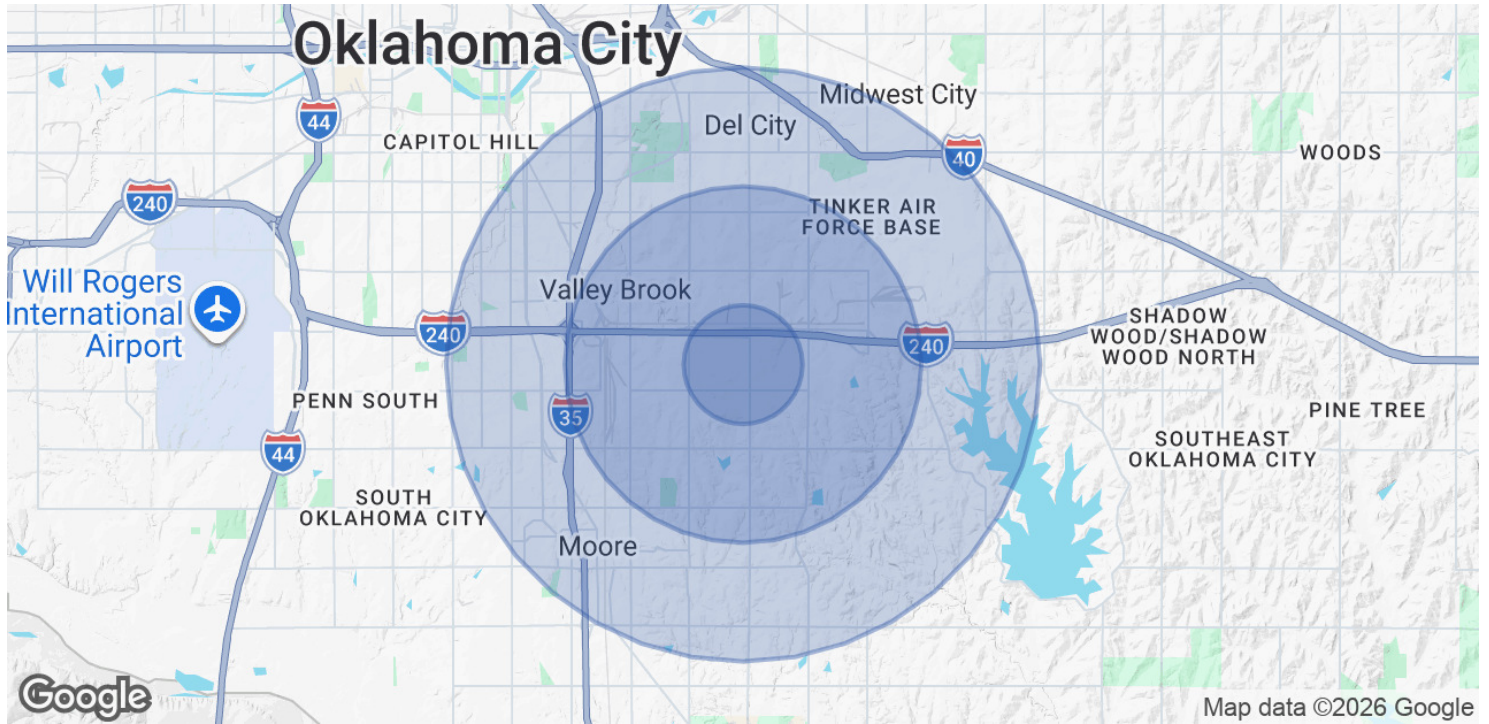 Oklahoma City
Midwest City
44
Del City
CAPITOL HILL
WOODS
40
240
TINKER AIR
FORCE BASE
Will Rogers
International
Airport
Valley Brook
240
240
SHADOW
WOOD/SHADOW
WOOD NORTH
PENN SOUTH
35
PINE TREE
44
SOUTHEAST
OKLAHOMA CITY
SOUTH
OKLAHOMA CITY
Moore
Google
Map data ©2026 Google